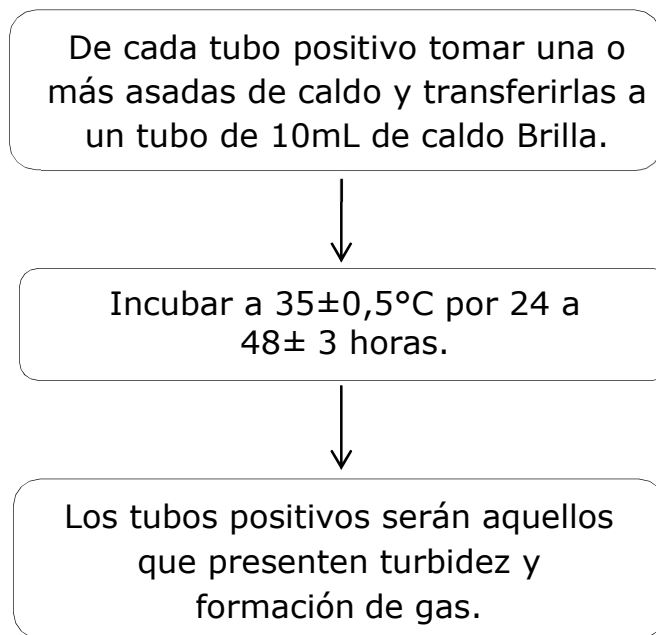 De cada tubo positivo tomar una o
más asadas de caldo y transferirlas a
un tubo de 10mL de caldo Brilla.
Incubar a 35±0,5°C por 24 a
48± 3 horas.
Los tubos positivos serán aquellos
que presenten turbidez y
formación de gas.